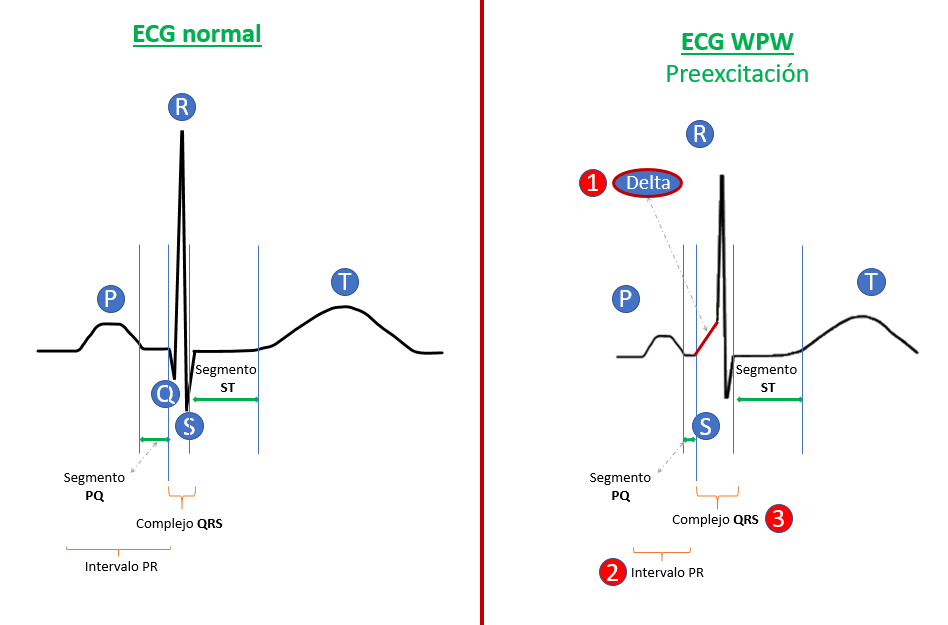 ECG normal
R
P
T
Q
S
Segmento
ST
Segmento
PQ
Complejo QRS
Intervalo PR
ECG WPW
Preexcitación
R
1 Delta
P
T
S
Segmento
ST
Segmento
PQ
Complejo QRS 3
2 Intervalo PR